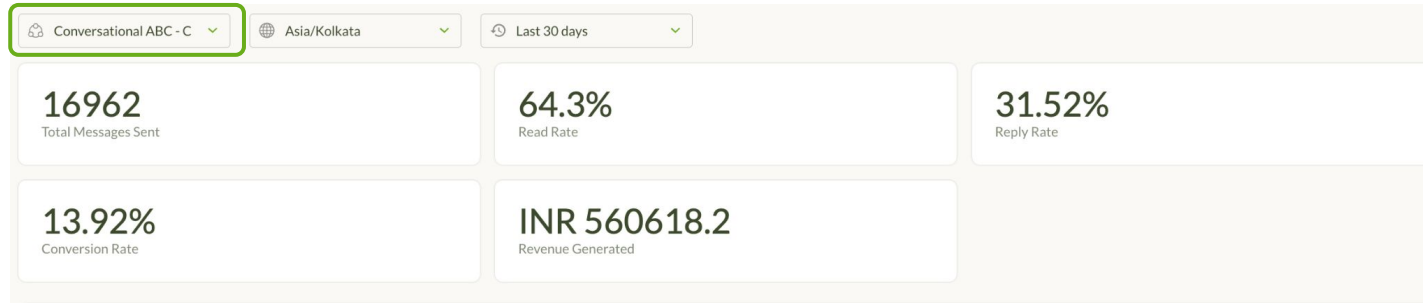 Conversational ABC - C
Asia/Kolkata
Last 30 days
16962
Total Messages Sent
64.3%
Read Rate
31.52%
Reply Rate
13.92%
Conversion Rate
INR 560618.2
Revenue Generated